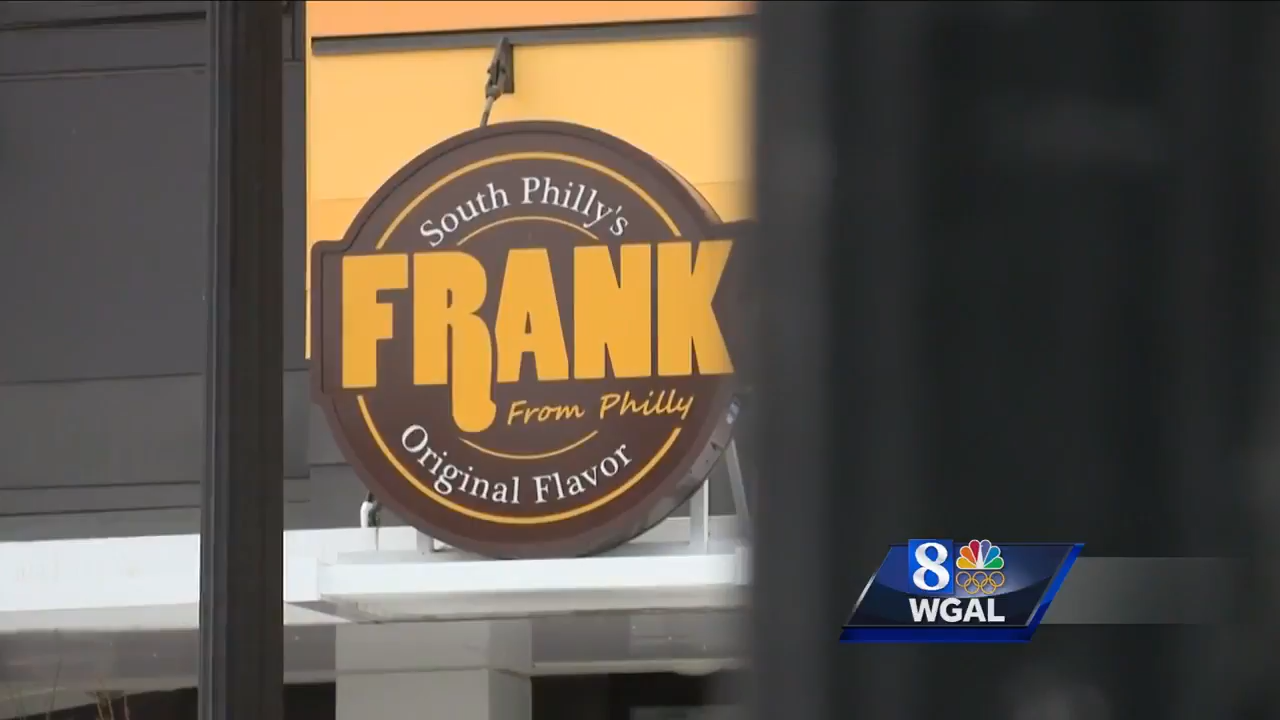 South Philly's
FRANK
From Philly
Original Flavor
8
WGAL